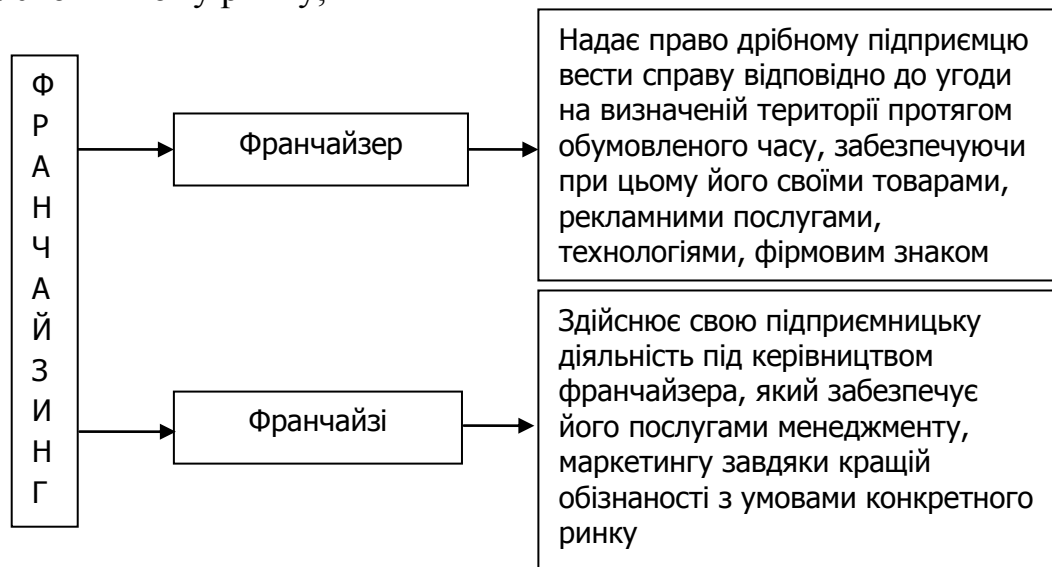 ринку,
Ф
Р
А
Н
Ч
А
Й
З
И
Н
Г
Франчайзер
Надає право дрібному підприємцю
вести справу відповідно до угоди
на визначеній території протягом
обумовленого часу, забезпечуючи
при цьому його своїми товарами,
рекламними послугами,
технологіями, фірмовим знаком
Франчайзі
Здійснює свою підприємницьку
діяльність під керівництвом
франчайзера, який забезпечує
його послугами менеджменту,
маркетингу завдяки кращій
обізнаності з умовами конкретного
ринку